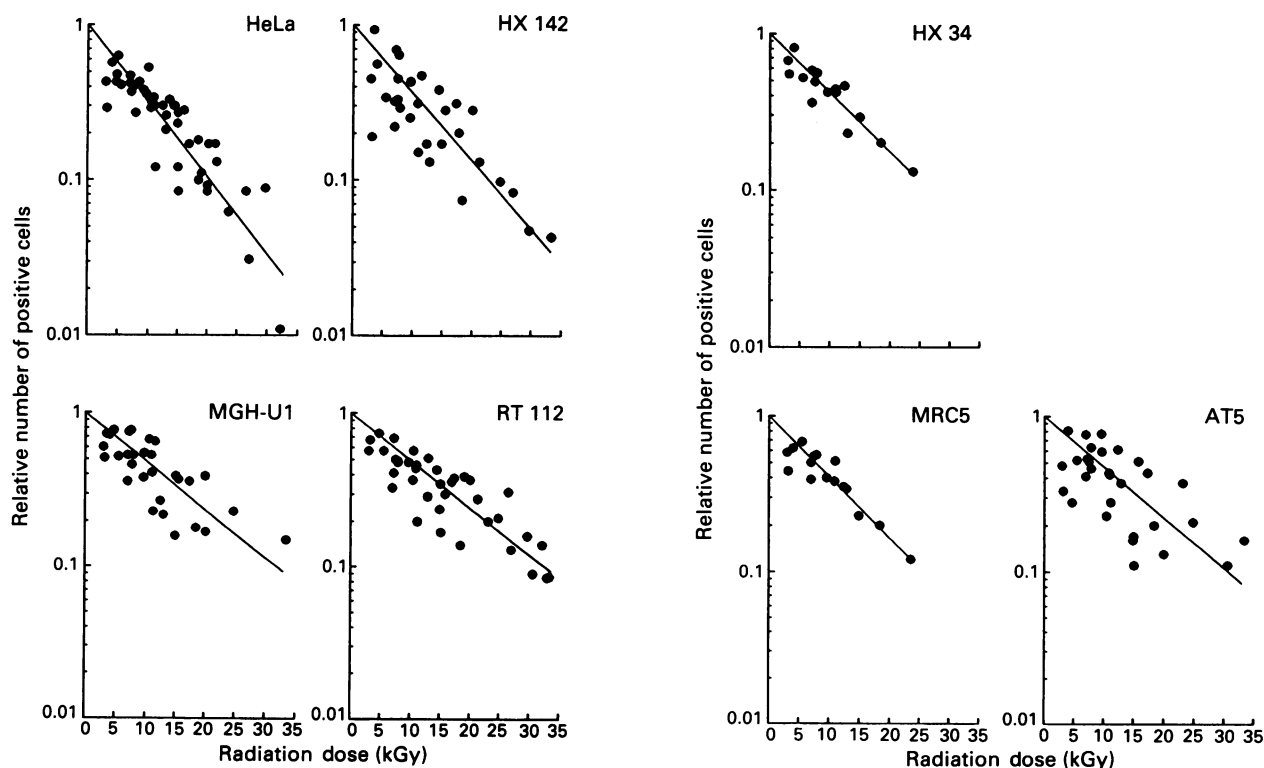 HeLa
1
0.1
0.01
HX 142
1
0.1
0.01
MGH-U1
1
0.1
0.01
0 5 10 15 20 25 30 35
RT 112
1
0.1
0.01
0 5 10 15 20 25 30 35
Relative number of positive cells
Radiation dose (kGy)
HX 34
1
0.1
0.01
MRC5
1
0.1
0.01
0 5 10 15 20 25 30 35
AT5
1
0.1
0.01
0 5 10 15 20 25 30 35
Relative number of positive cells
Radiation dose (kGy)